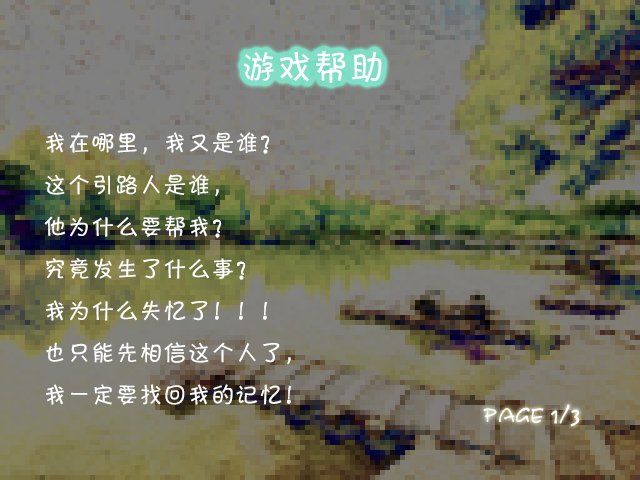 游戏帮助
我在哪里，我又是谁？
这个引路人是谁，
他为什么要帮我？
究竟发生了什么事？
我为什么失忆了！！！
也只能先相信这个人了，
我一定要找回我的记忆！
PAGE 1/3